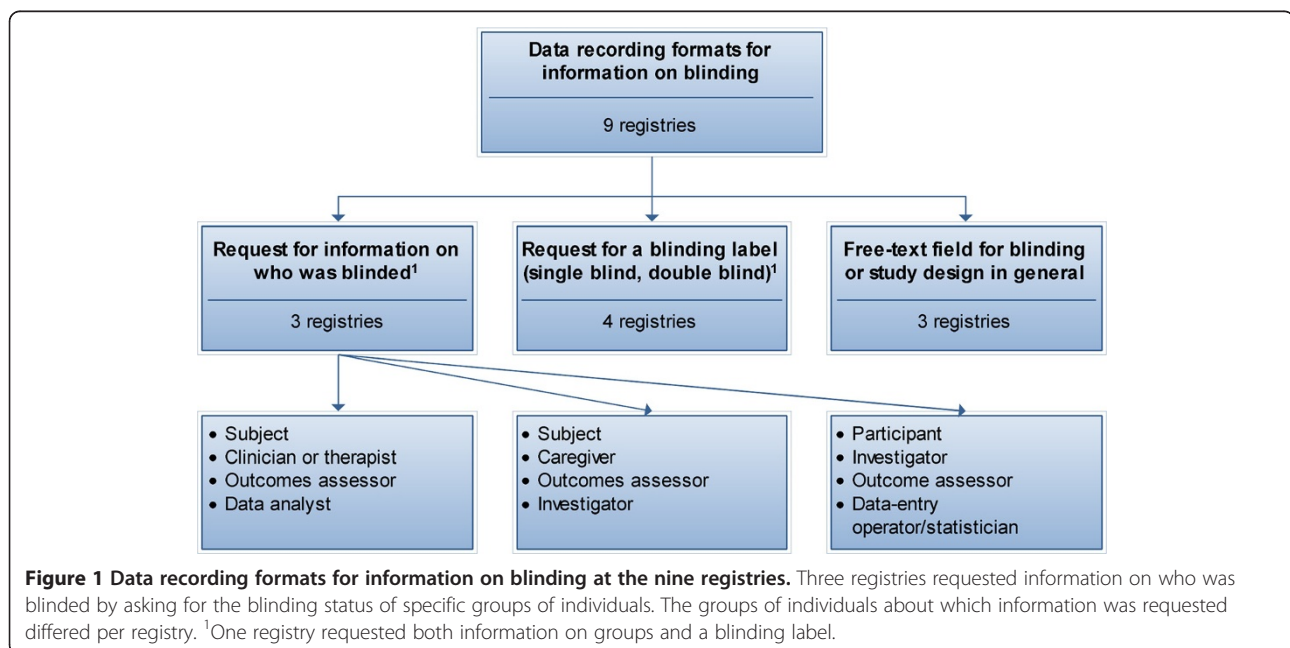 Data recording formats for
information on blinding
9 registries
Request for information on
who was blinded¹
3 registries
Request for a blinding label
(single blind, double blind)¹
4 registries
Free-text field for blinding
or study design in general
3 registries
• Subject
• Clinician or therapist
• Outcomes assessor
• Data analyst
• Subject
• Caregiver
• Outcomes assessor
• Investigator
• Participant
• Investigator
• Outcome assessor
• Data-entry
operator/statistician
Figure 1 Data recording formats for information on blinding at the nine registries. Three registries requested information on who was
blinded by asking for the blinding status of specific groups of individuals. The groups of individuals about which information was requested
differed per registry. ¹One registry requested both information on groups and a blinding label.